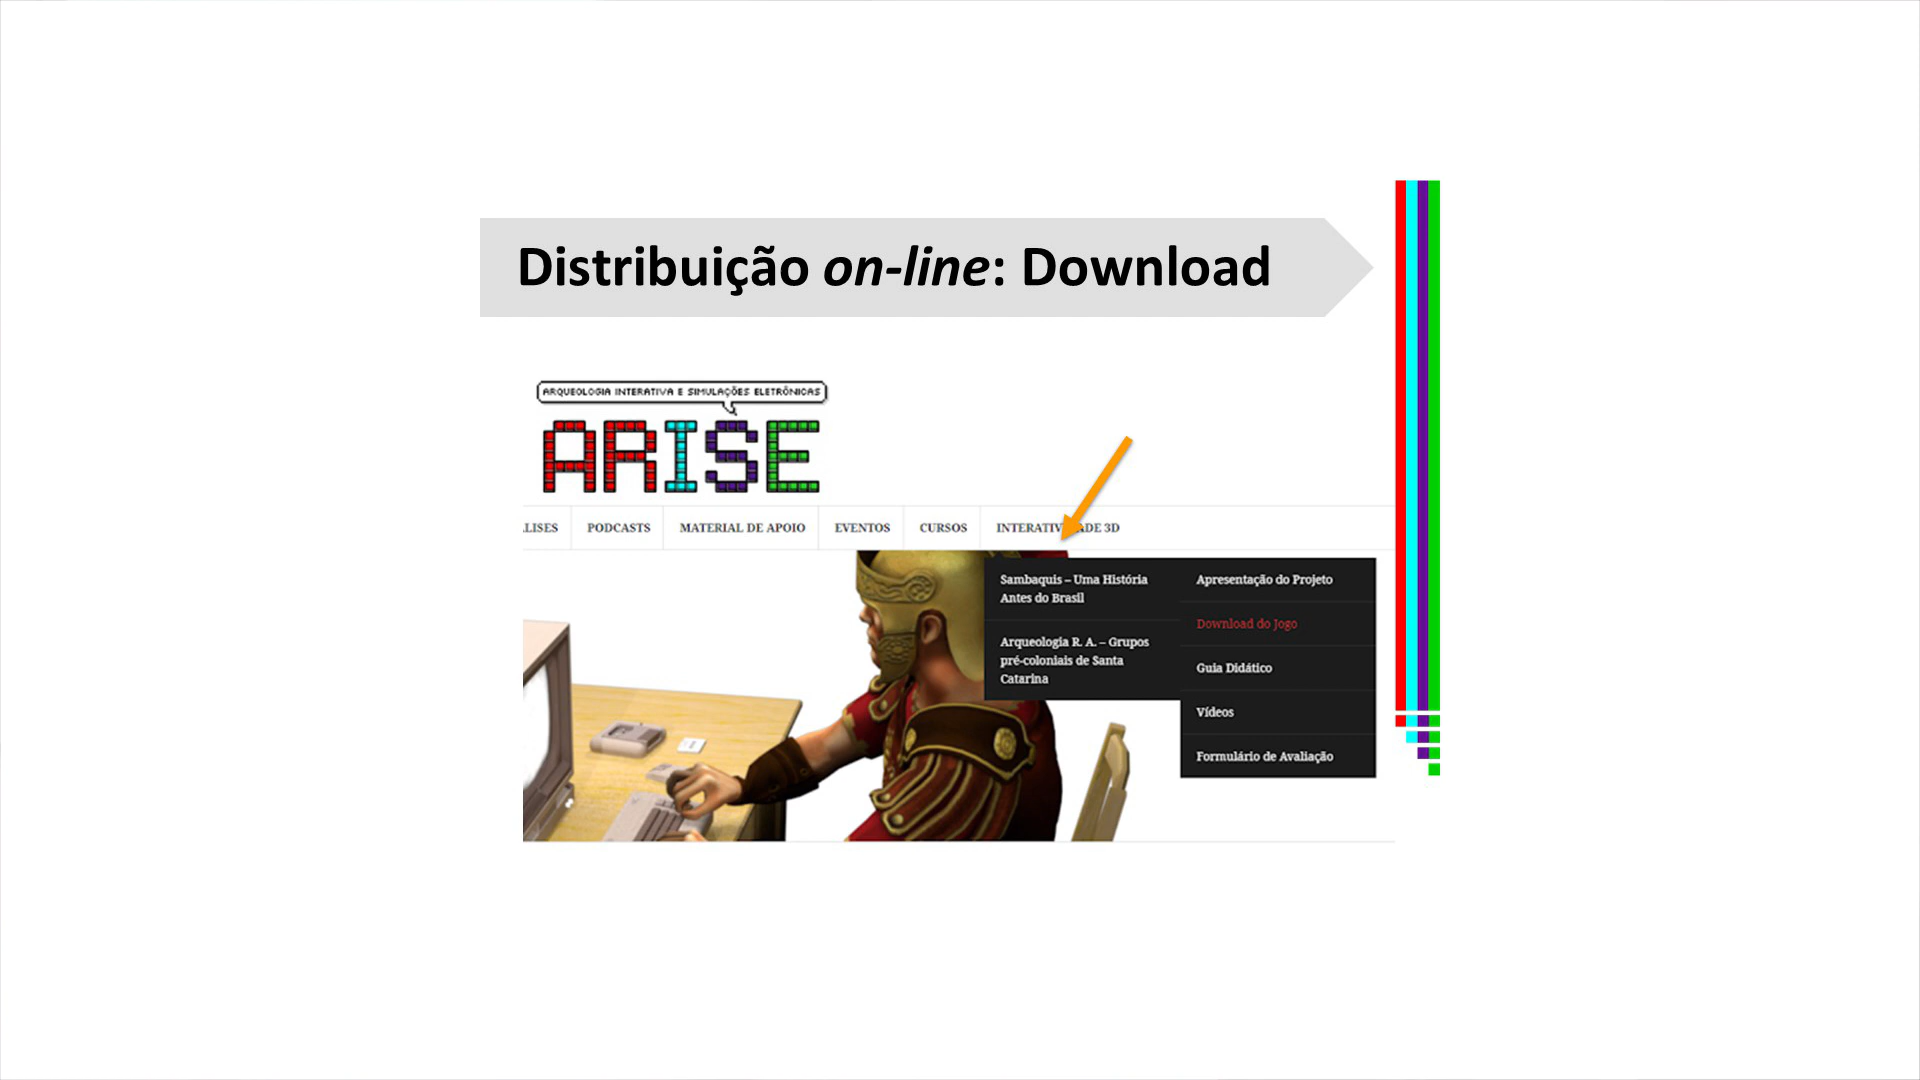 Distribuição on-line: Download
ARQUEOLOGIA INTERATIVA E SIMULAÇÕES ELETRÔNICAS
ARISE
LISES PODCASTS MATERIAL DE APOIO EVENTOS CURSOS INTERATIV ADE 3D
Sambaquis – Uma História
Antes do Brasil
Arqueologia R. A. – Grupos
pré-coloniais de Santa
Catarina
Apresentação do Projeto
Download do Jogo
Guia Didático
Vídeos
Formulário de Avaliação